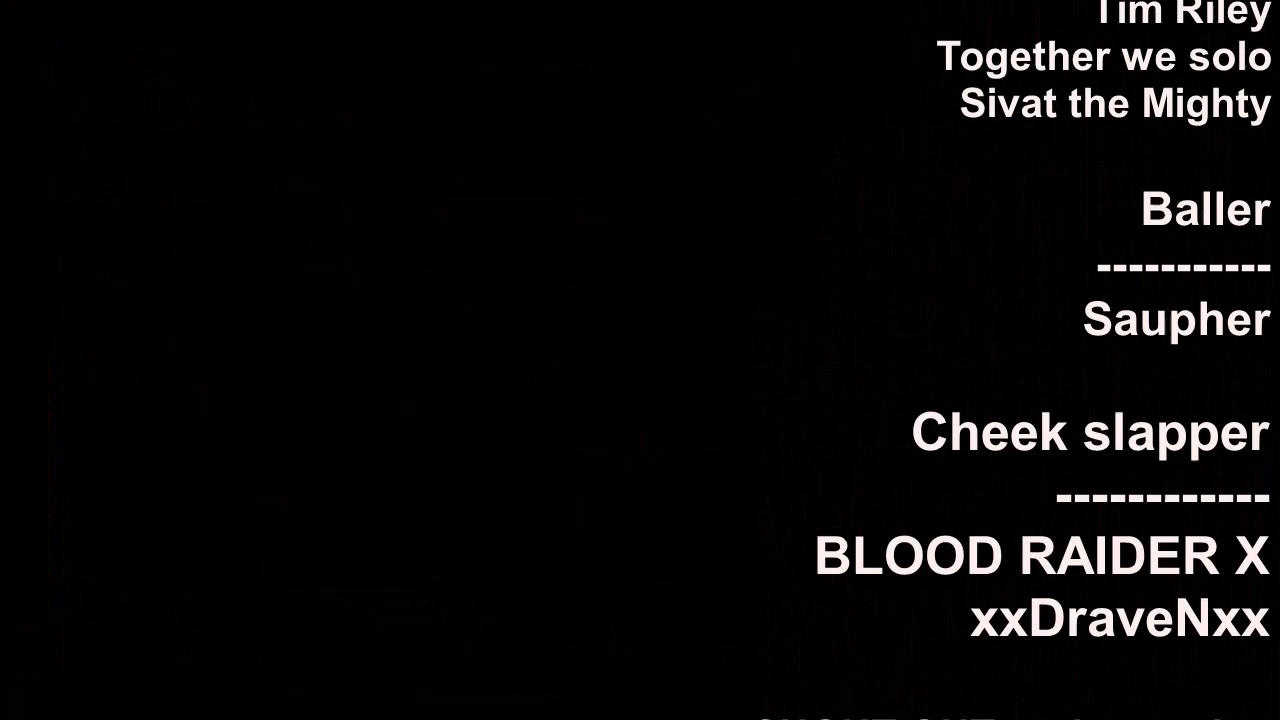 Tim Riley
Together we solo
Sivat the Mighty
Baller
-----------
Saupher
Cheek slapper
------------
BLOOD RAIDER X
xxDraveNxx